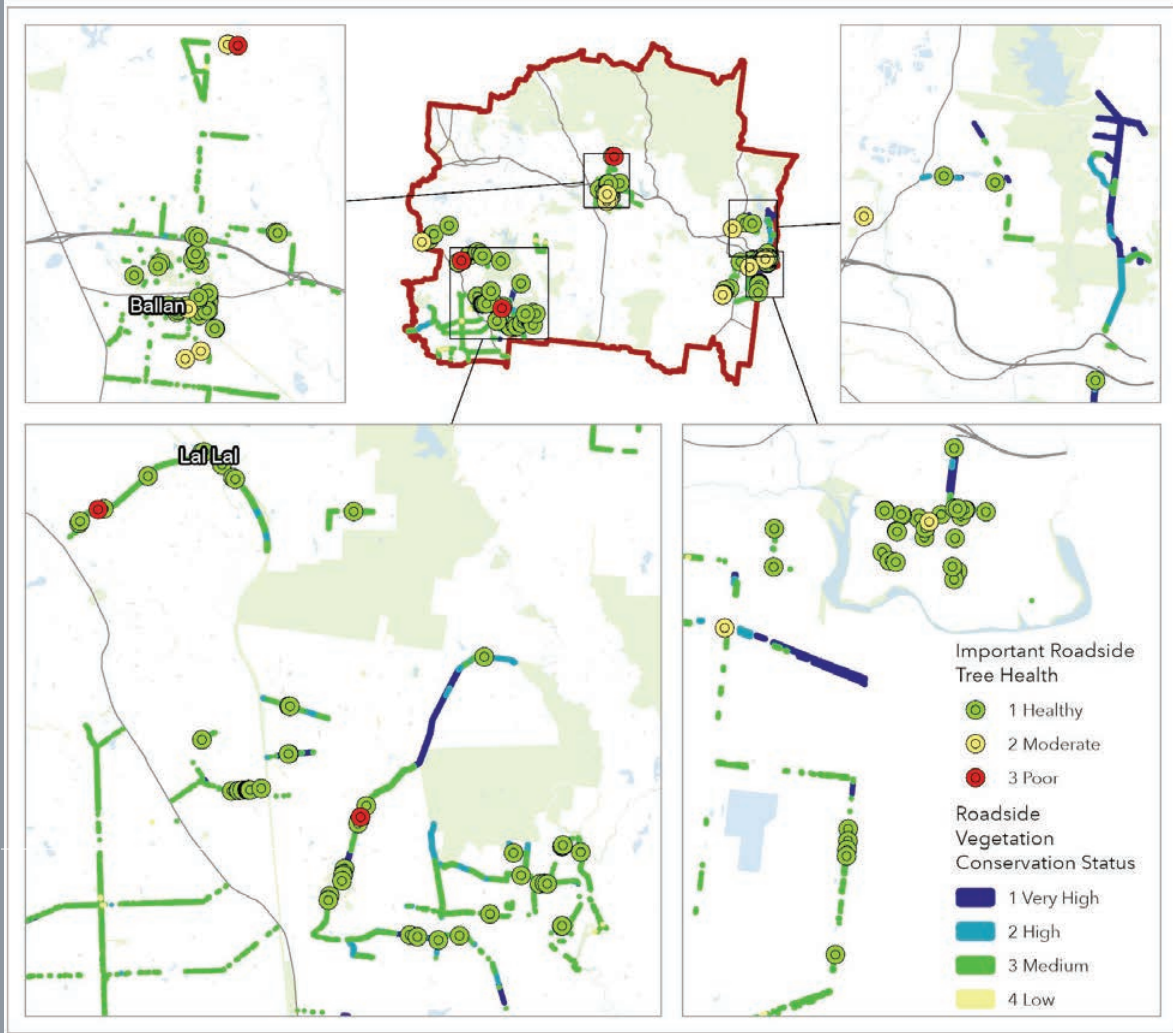 Ballan
Lal Lal
Important Roadside
Tree Health
1 Healthy
2 Moderate
3 Poor
Roadside
Vegetation
Conservation Status
1 Very High
2 High
3 Medium
4 Low